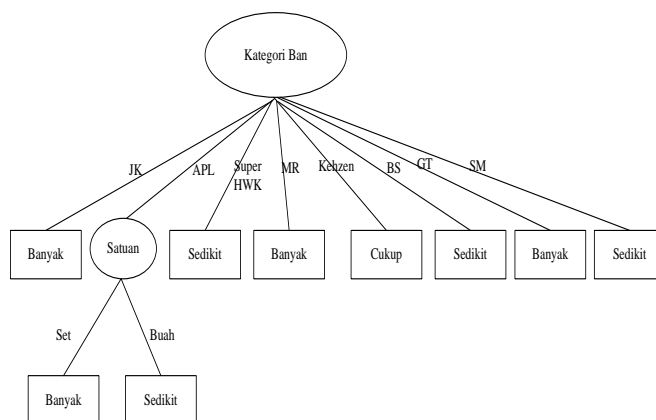 Kategori Ban
JK
APL
Super
HWK
MR
Kehzen
BS
GT
SM
Banyak
Satuan
Sedikit
Banyak
Cukup
Sedikit
Banyak
Sedikit
Set
Buah
Banyak
Sedikit